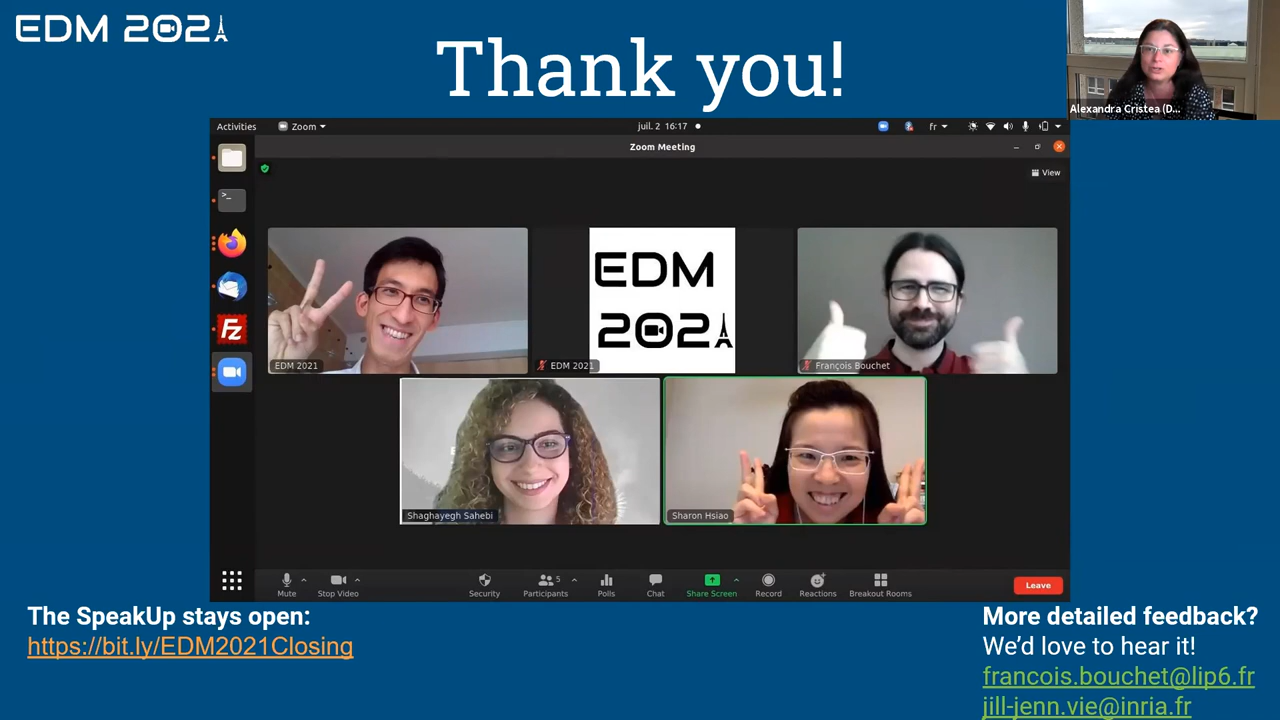 EDM 2021
Thank you!
Alexandra Cristea (D...
Activities
Zoom
juil. 2 16:17
fr
Zoom Meeting
View
EDM 2021
EDM
2021
EDM 2021
François Bouchet
Shaghayegh Sahebi
Sharon Hsiao
Mute
Stop Video
Security
Participants
5
Polls
Chat
Share Screen
Record
Reactions
Breakout Rooms
Leave
The SpeakUp stays open:
https://bit.ly/EDM2021Closing
More detailed feedback?
We'd love to hear it!
francois.bouchet@lip6.fr
jill-jenn.vie@inria.fr